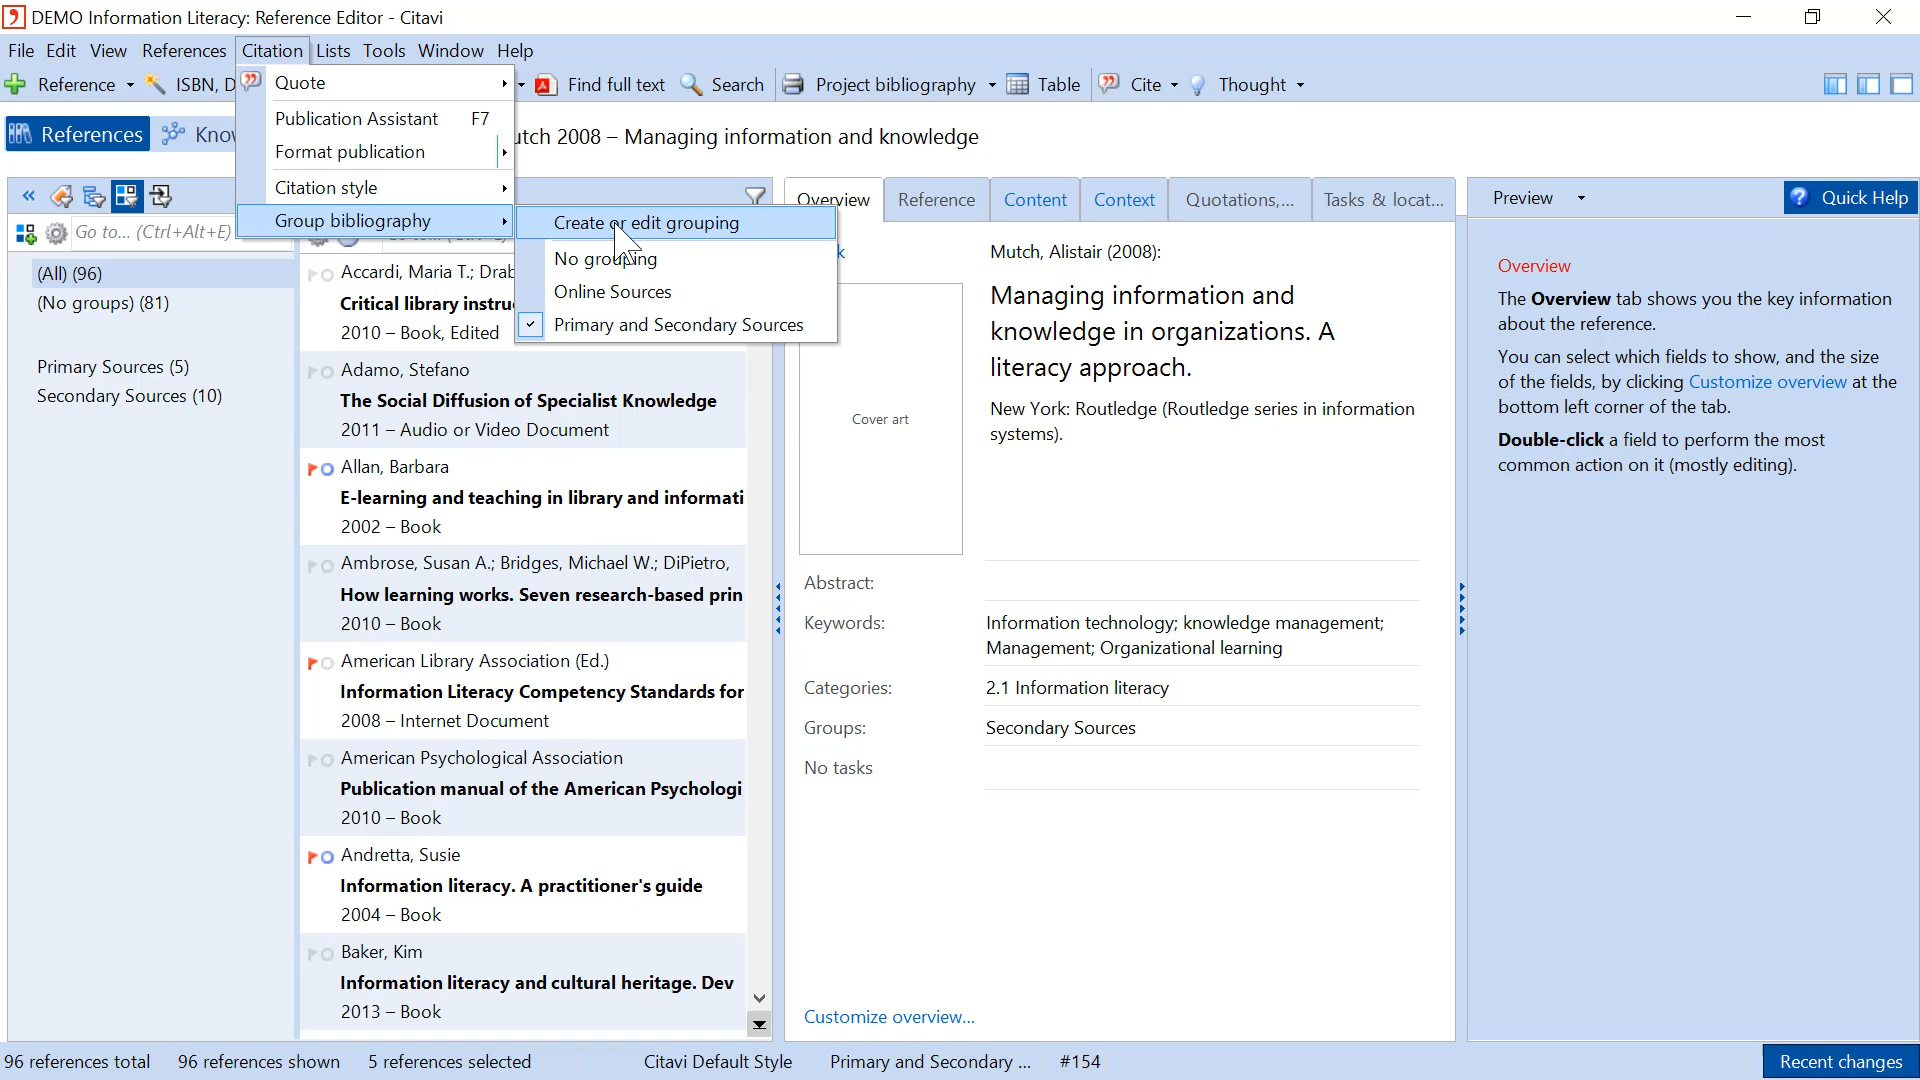 DEMO Information Literacy: Reference Editor - Citavi
File Edit View References Citation Lists Tools Window Help
Reference ISBN, D Find full text Search Project bibliography Table Cite Thought
Quote
Publication Assistant F7
Format publication
Citation style
Group bibliography
Create or edit grouping
No grouping
Online Sources
Primary and Secondary Sources
References Know
utch 2008 – Managing information and knowledge
Go to... (Ctrl+Alt+E)
(All) (96)
(No groups) (81)
Primary Sources (5)
Secondary Sources (10)
Accardi, Maria T.; Drab
Critical library instru
2010 – Book, Edited
Adamo, Stefano
The Social Diffusion of Specialist Knowledge
2011 – Audio or Video Document
Allan, Barbara
E-learning and teaching in library and informati
2002 – Book
Ambrose, Susan A.; Bridges, Michael W.; DiPietro,
How learning works. Seven research-based prin
2010 – Book
American Library Association (Ed.)
Information Literacy Competency Standards for
2008 – Internet Document
American Psychological Association
Publication manual of the American Psychologi
2010 – Book
Andretta, Susie
Information literacy. A practitioner's guide
2004 – Book
Baker, Kim
Information literacy and cultural heritage. Dev
2013 – Book
Overview Reference Content Context Quotations,... Tasks & locat...
k
Mutch, Alistair (2008):
Managing information and
knowledge in organizations. A
literacy approach.
New York: Routledge (Routledge series in information
systems).
Cover art
Abstract:
Keywords: Information technology; knowledge management;
Management; Organizational learning
Categories: 2.1 Information literacy
Groups: Secondary Sources
No tasks
Customize overview...
Preview Quick Help
Overview
The Overview tab shows you the key information
about the reference.
You can select which fields to show, and the size
of the fields, by clicking Customize overview at the
bottom left corner of the tab.
Double-click a field to perform the most
common action on it (mostly editing).
96 references total 96 references shown 5 references selected Citavi Default Style Primary and Secondary ... #154 Recent changes